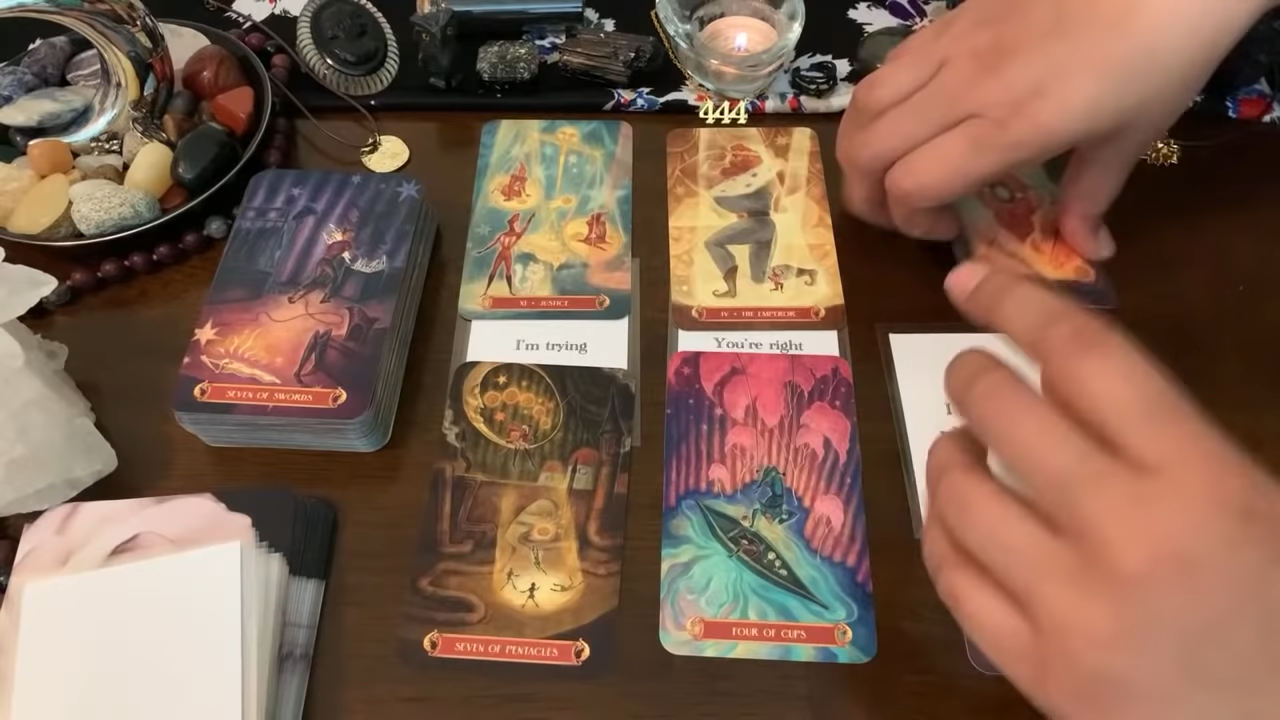 444
XI • JUSTICE
IV • THE EMPEROR
I'm trying
You're right
SEVEN OF SWORDS
FOUR OF CUPS
SEVEN OF PENTACLES